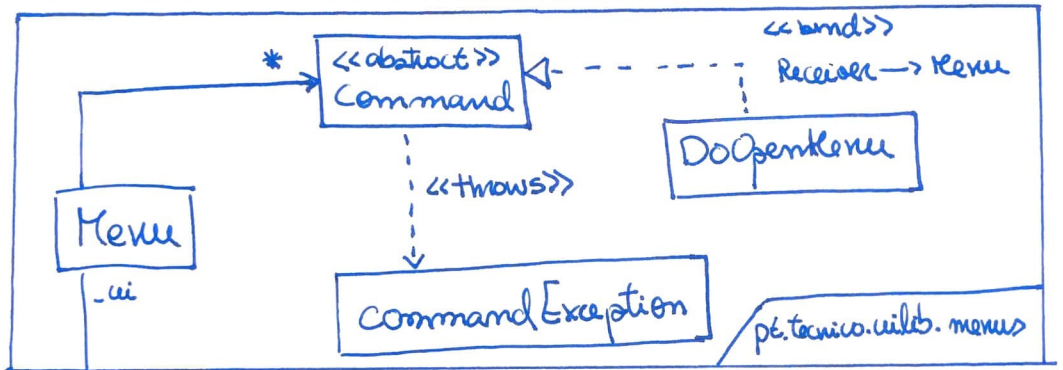 <<bind>>
*
<<abstract>>
Command
Receiver → Menu
DoOpenMenu
<<throws>>
Menu
_ui
CommandException
pt.tecnico.uilib.menus